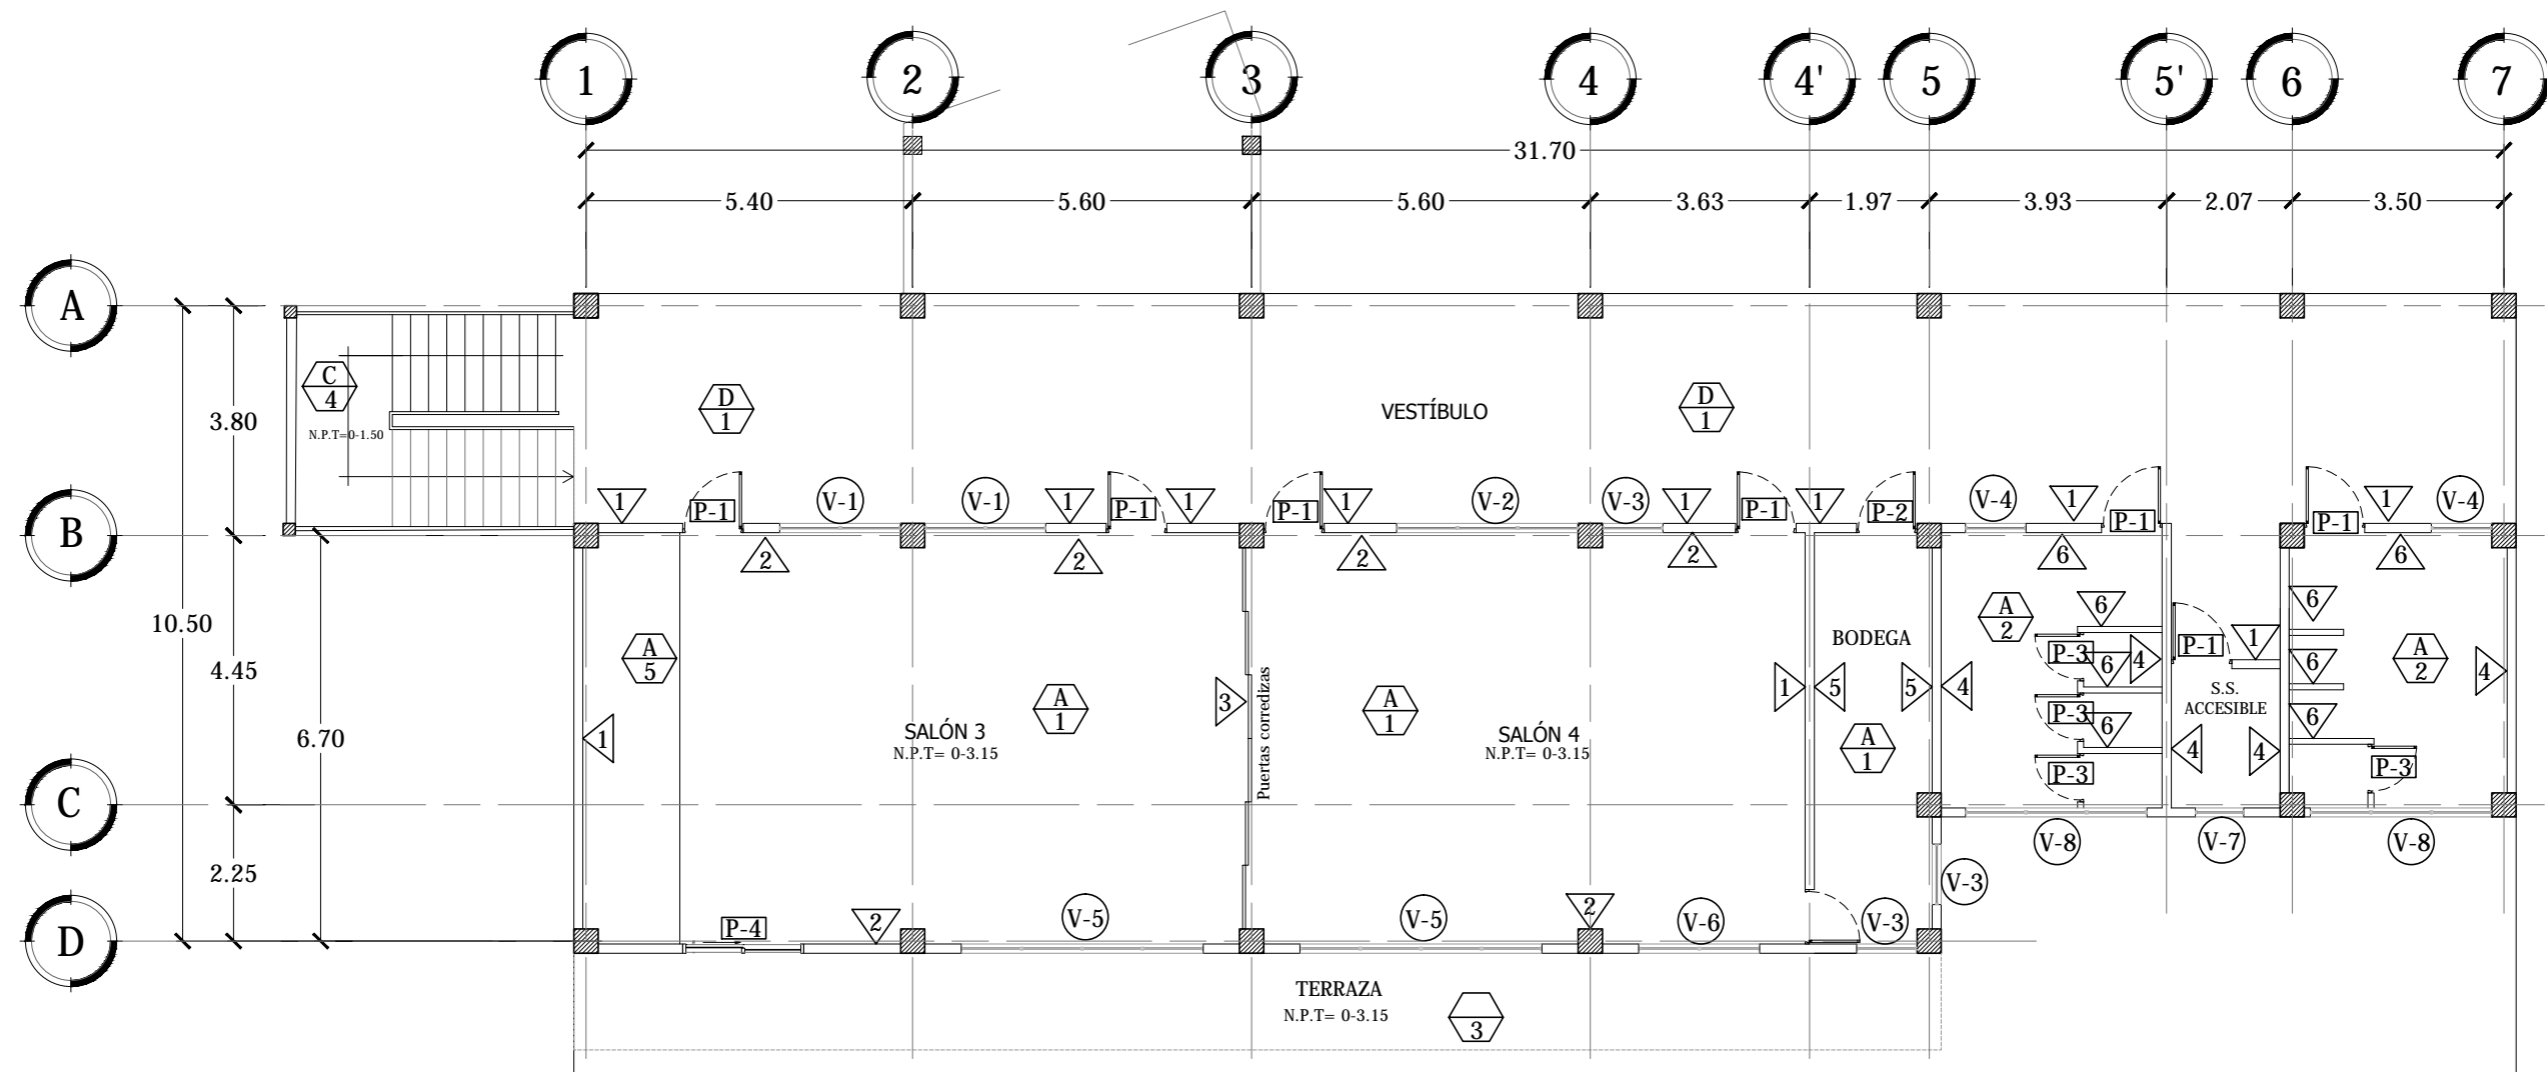 1 2 3 4 4' 5 5' 6 7
31.70
5.40 5.60 5.60 3.63 1.97 3.93 2.07 3.50
A
C
4
D
1
VESTÍBULO
D
1
3.80
N.P.T=0-1.50
B
1 P-1 V-1 V-1 1 P-1 1 P-1 1 V-2 V-3 1 P-1 1 P-2 V-4 1 P-1 P-1 1 V-4
2 2 2 2 6 6
10.50
4.45
6.70
A
5
A
1
A
1
BODEGA
A
2
6 6
P-3 6 4 P-1 1 6
A
2
1 3 1 5 5 4 4
Puertas corredizas
S.S.
ACCESIBLE
P-3 6 6
SALÓN 3
N.P.T= 0-3.15
SALÓN 4
N.P.T= 0-3.15
A
1
4 4
P-3 P-3
C
V-8 V-7 V-8
2.25
V-3
D
P-4 2 V-5 V-5 2 V-6 V-3
TERRAZA
N.P.T= 0-3.15
3